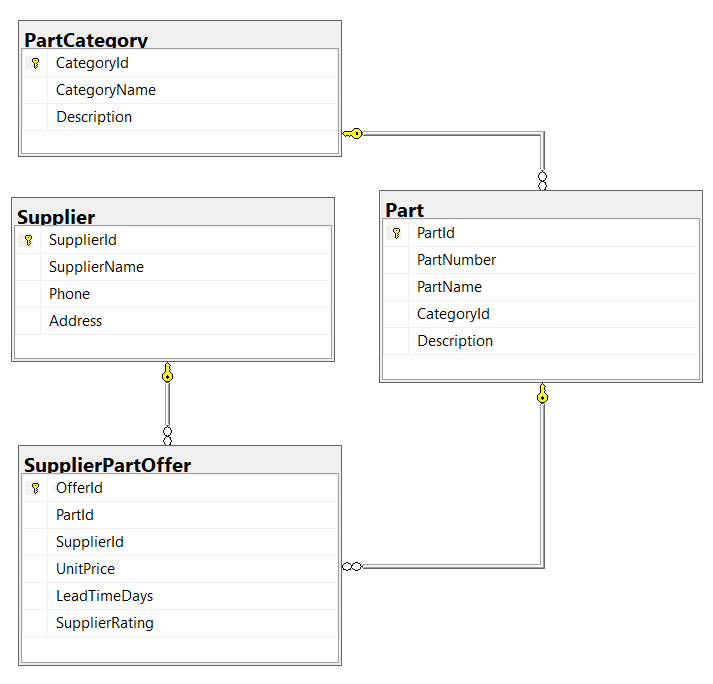 PartCategory
CategoryId
CategoryName
Description
Supplier
SupplierId
SupplierName
Phone
Address
Part
PartId
PartNumber
PartName
CategoryId
Description
SupplierPartOffer
OfferId
PartId
SupplierId
UnitPrice
LeadTimeDays
SupplierRating